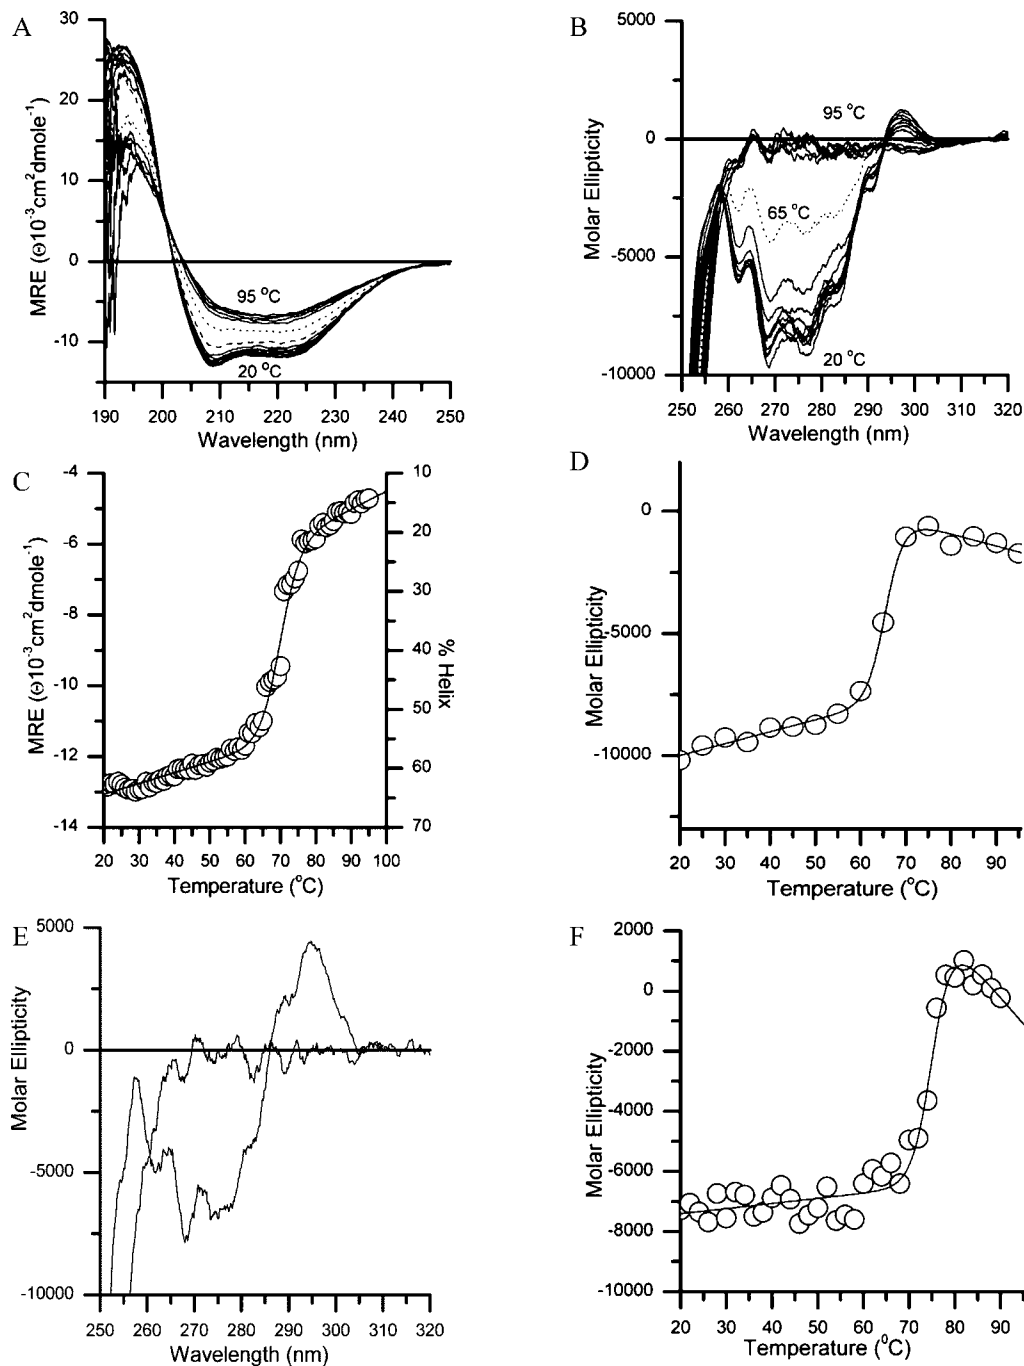 A
30
20
10
0
-10
MRE (Θ10⁻³cm²dmole⁻¹)
95 °C
20 °C
190 200 210 220 230 240 250
Wavelength (nm)
B
5000
0
-5000
-10000
Molar Ellipticity
95 °C
65 °C
20 °C
250 260 270 280 290 300 310 320
Wavelength (nm)
C
-4
-6
-8
-10
-12
-14
MRE (Θ10⁻³cm²dmole⁻¹)
10
20
30
40
50
60
70
% Helix
20 30 40 50 60 70 80 90 100
Temperature (°C)
D
0
-5000
-10000
Molar Ellipticity
20 30 40 50 60 70 80 90
Temperature (°C)
E
5000
0
-5000
-10000
Molar Ellipticity
250 260 270 280 290 300 310 320
Wavelength (nm)
F
2000
0
-2000
-4000
-6000
-8000
-10000
Molar Ellipticity
20 30 40 50 60 70 80 90
Temperature (°C)